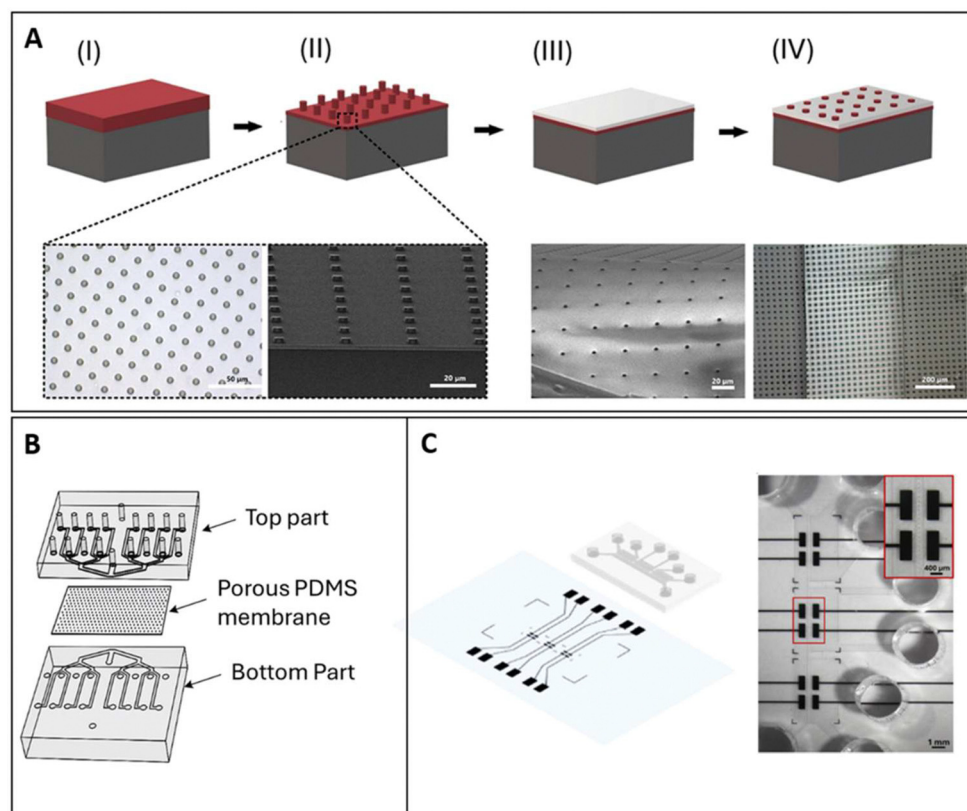 A
(I)
(II)
(III)
(IV)
50 µm
20 µm
20 µm
200 µm
B
Top part
Porous PDMS
membrane
Bottom Part
C
400 µm
1 mm